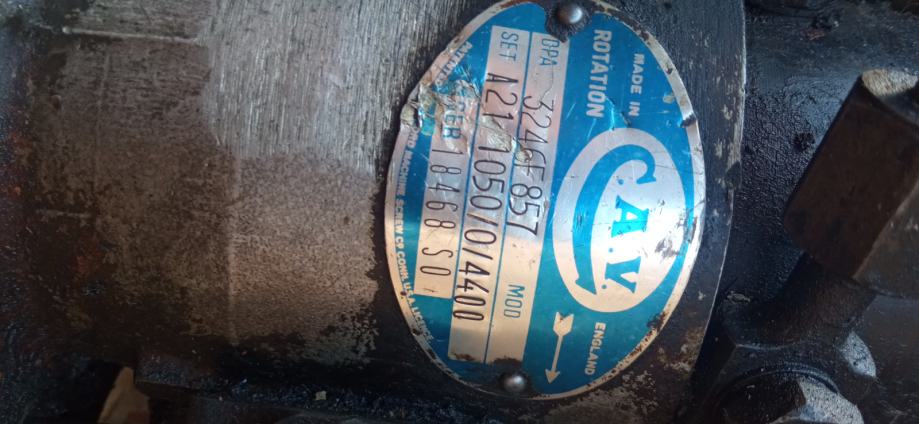 MADE IN C.A.V. ENGLAND
ROTATION
DPA 3246F857 MOD
SET A21 1050/0/4400
18468 SO